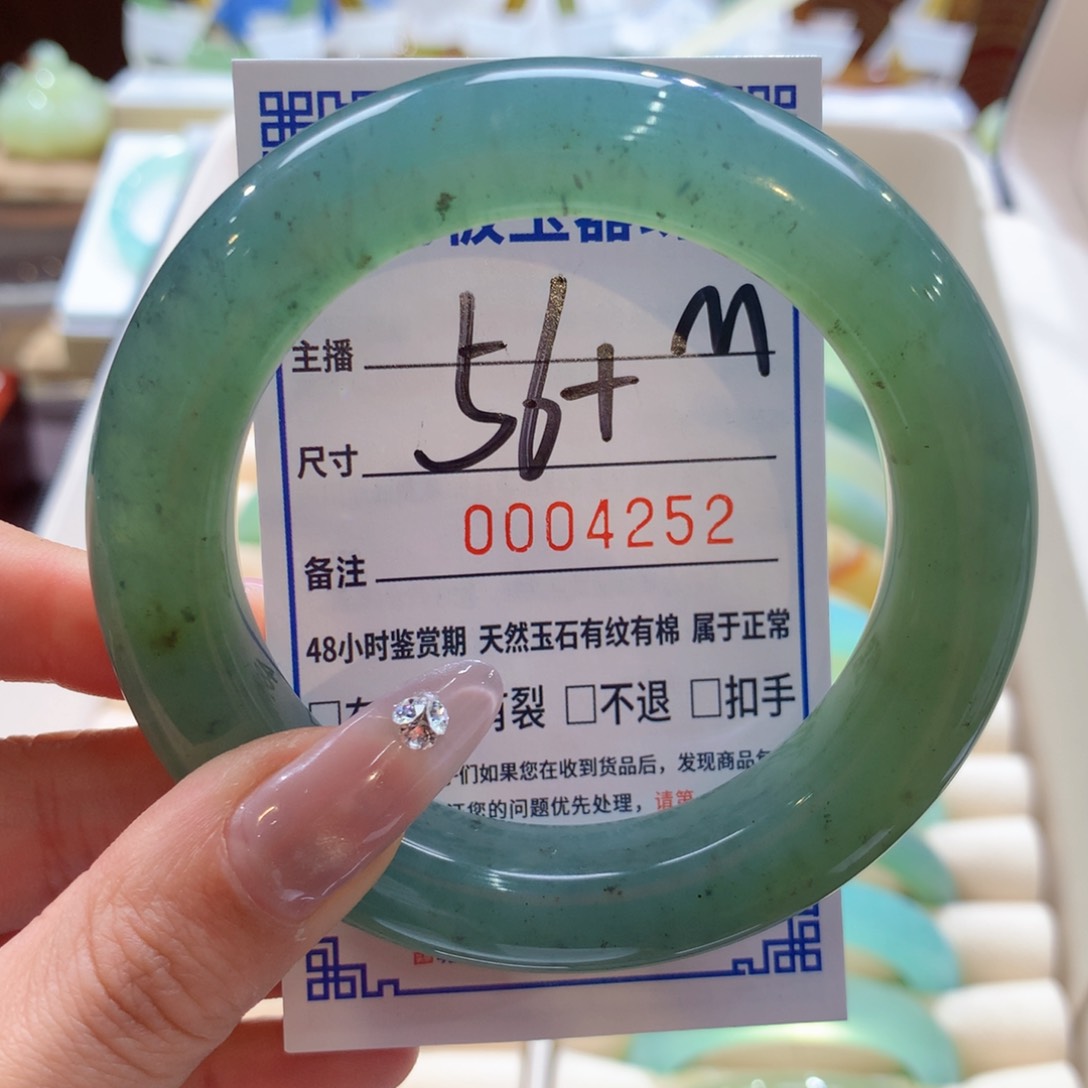 玉器
主播 M
尺寸 56+
备注 0004252
48小时鉴赏期 天然玉石有纹有棉 属于正常
裂 □不退 □扣手
们如果您在收到货品后，发现商品
您的问题优先处理，请第